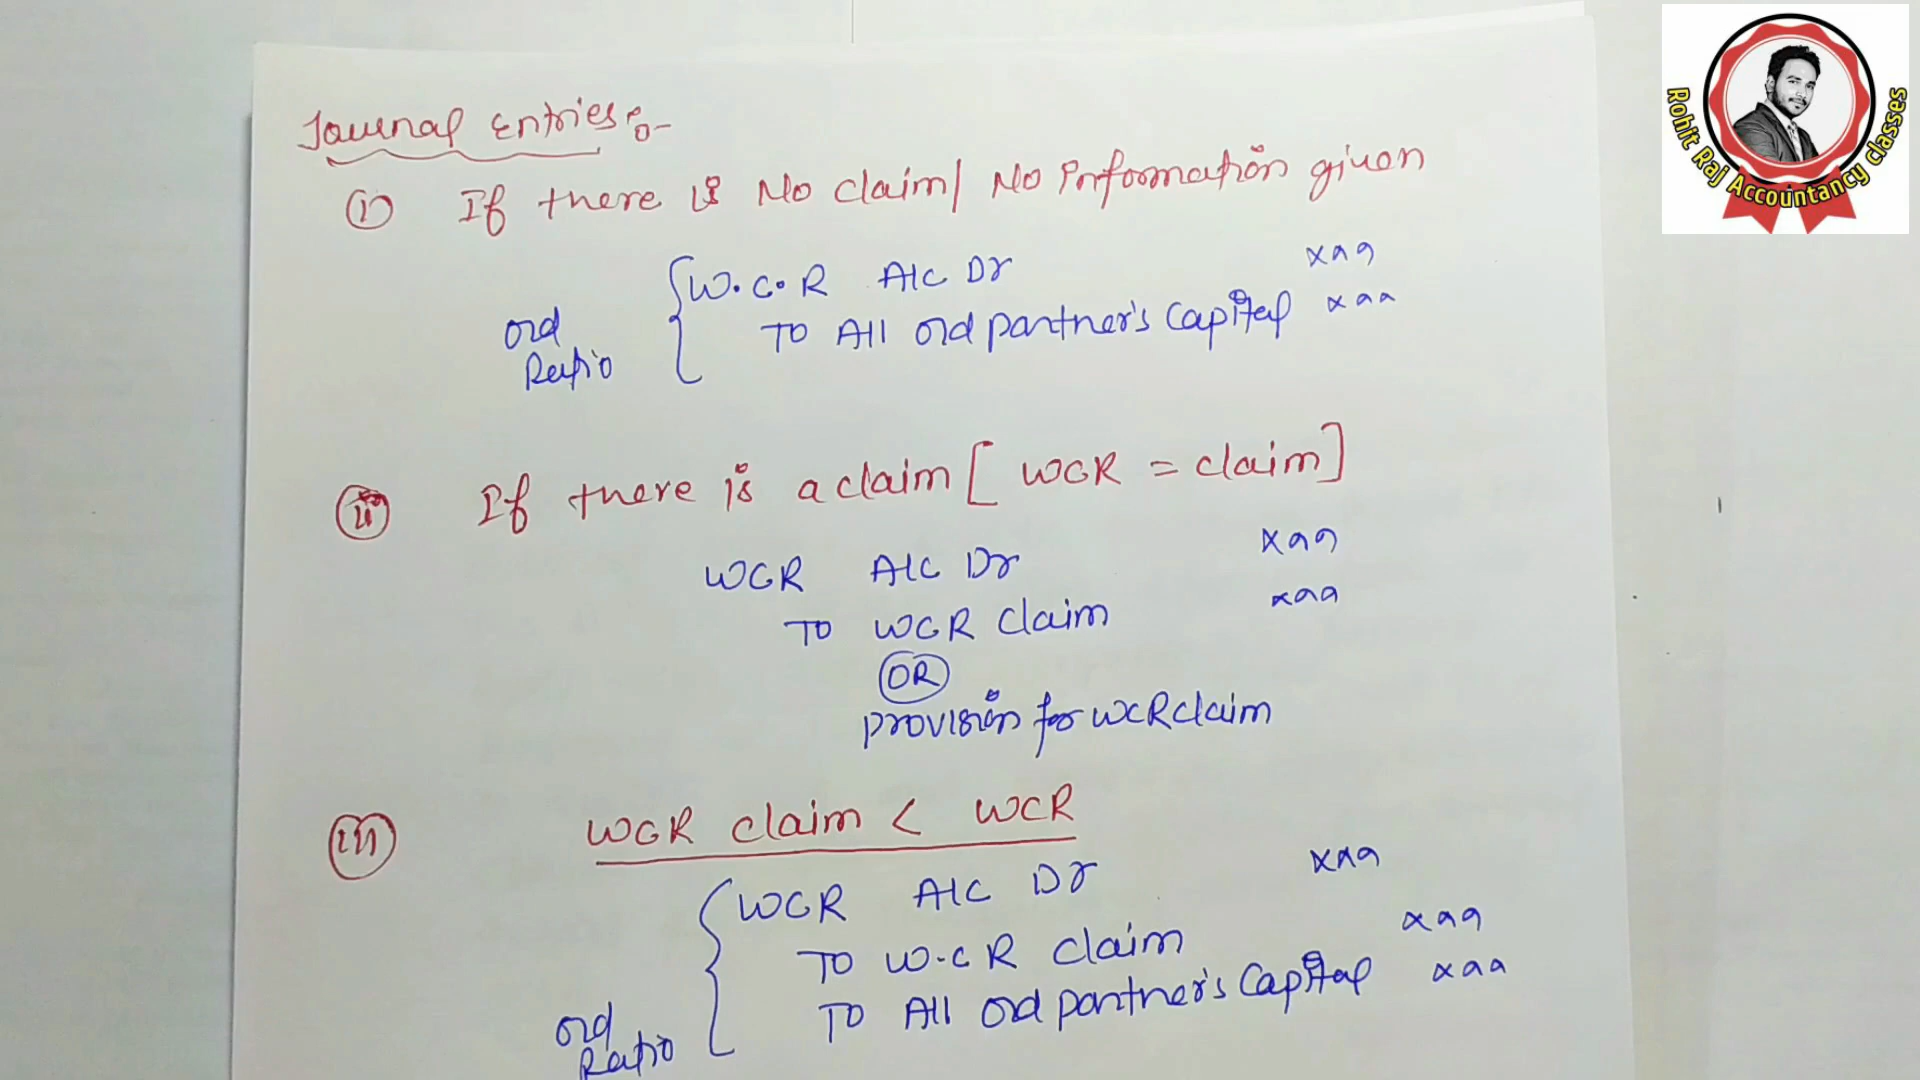 Journal Entries:-
(i) If there is No claim/ No Information given
W.C.R A/c Dr xxx
To All old partner's Capital xxx
old
Ratio
(ii) If there is a claim [ WCR = claim]
WCR A/c Dr xxx
To WCR Claim xxx
OR
provision for WCR claim
(iii) WCR claim < WCR
WCR A/c Dr xxx
To W.C R Claim xxx
To All old partner's Capital xxx
old
Ratio
Rohit Raj Accountancy classes